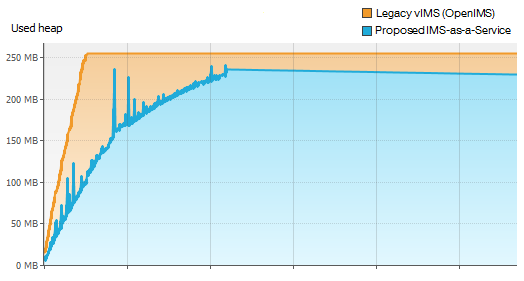 Legacy vIMS (OpenIMS)
Used heap
Proposed IMS-as-a-Service
250 MB
200 MB
150 MB
100 MB
50 MB
0 MB